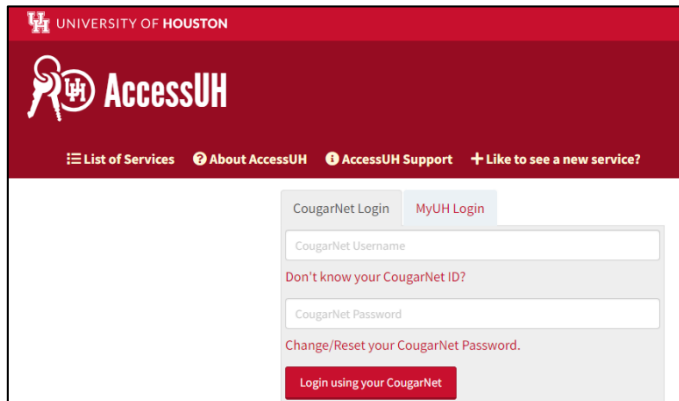 UH UNIVERSITY OF HOUSTON
UH AccessUH
List of Services About AccessUH AccessUH Support Like to see a new service?
CougarNet Login MyUH Login
CougarNet Username
Don't know your CougarNet ID?
CougarNet Password
Change/Reset your CougarNet Password.
Login using your CougarNet